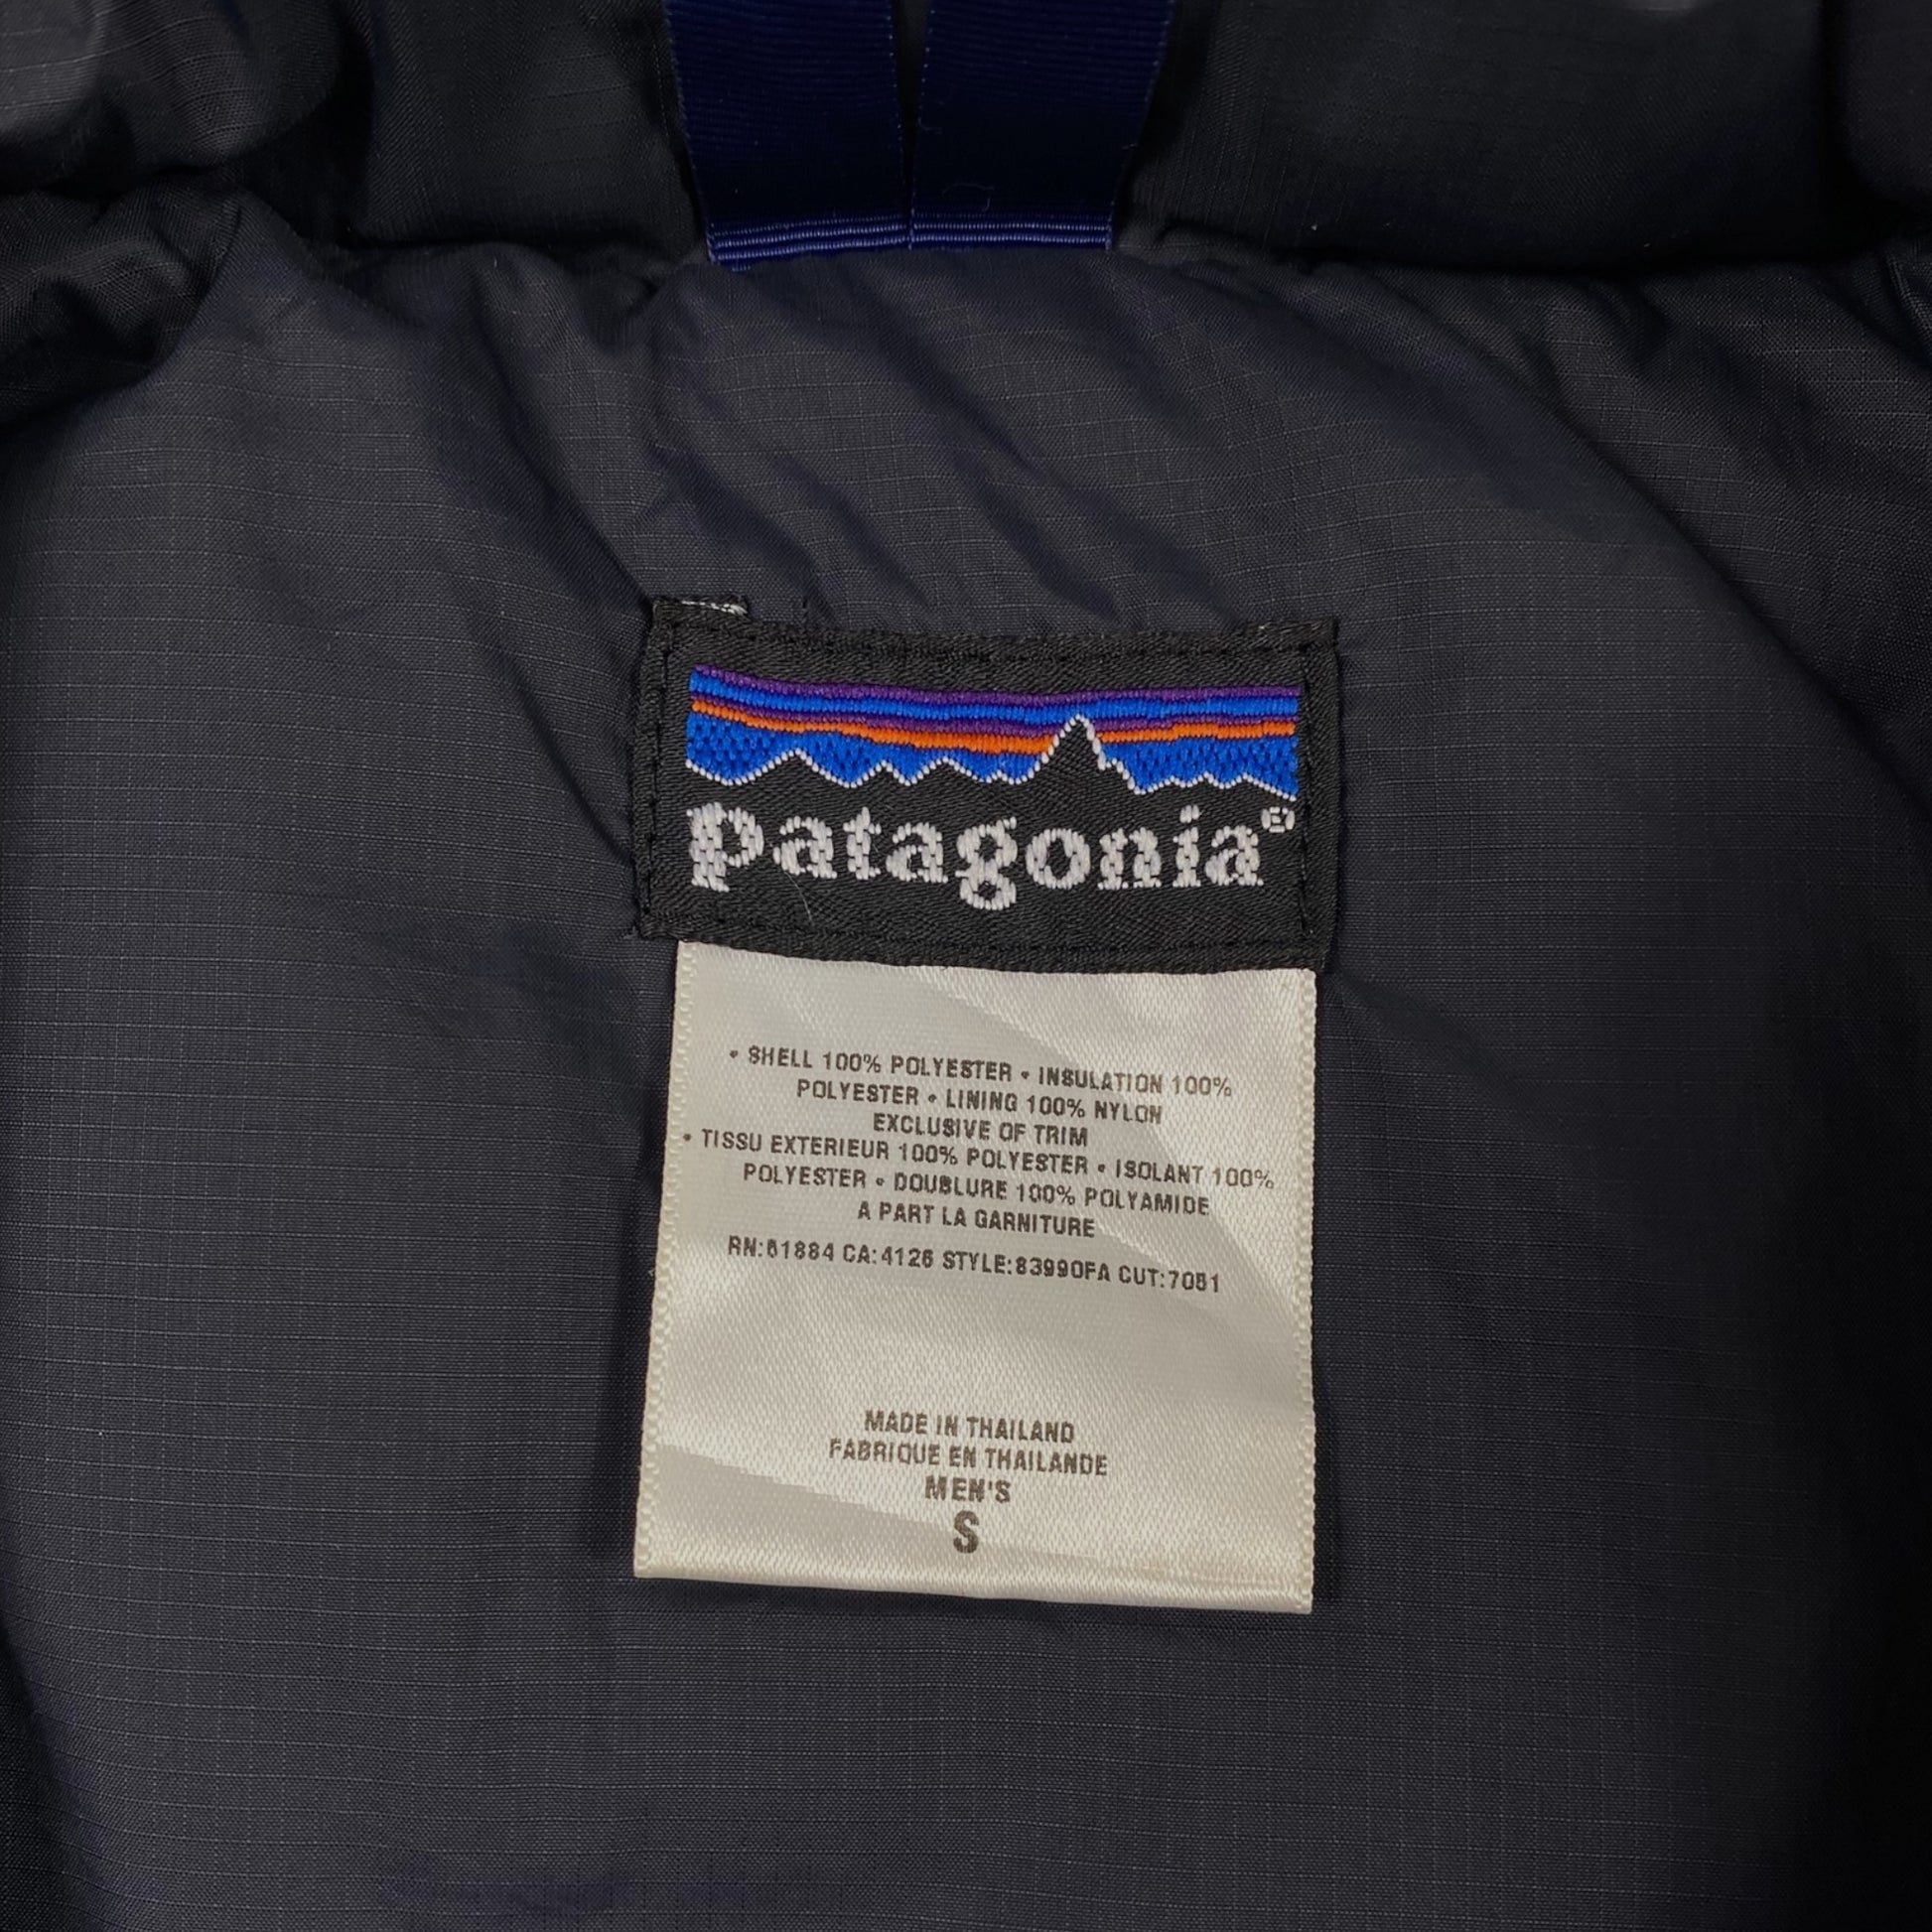 patagonia®
• SHELL 100% POLYESTER • INSULATION 100%
POLYESTER • LINING 100% NYLON
EXCLUSIVE OF TRIM
• TISSU EXTERIEUR 100% POLYESTER • ISOLANT 100%
POLYESTER • DOUBLURE 100% POLYAMIDE
A PART LA GARNITURE
RN:51884 CA:4126 STYLE:83990FA CUT:7051
MADE IN THAILAND
FABRIQUE EN THAILANDE
MEN'S
S